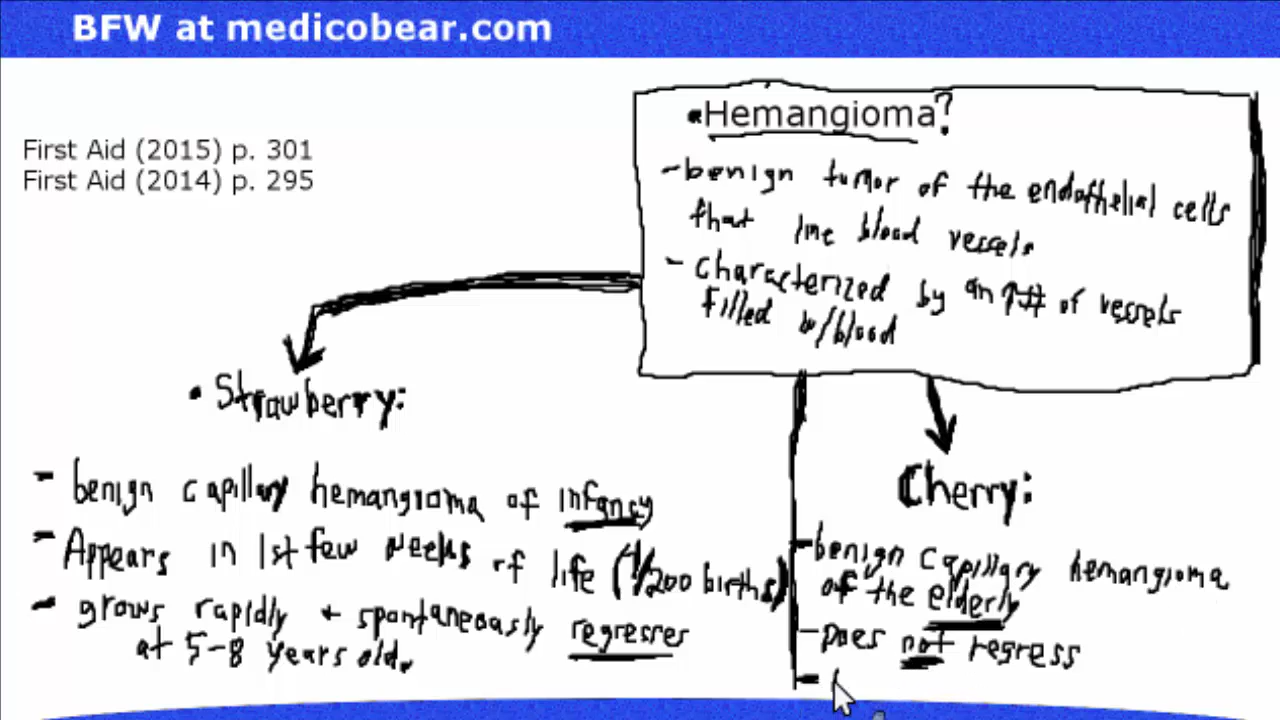 BFW at medicobear.com
First Aid (2015) p. 301
First Aid (2014) p. 295
•Hemangioma?
-benign tumor of the endothelial cells
that line blood vessels
- characterized by an ↑# of vessels
filled w/blood
• Strawberry:
- benign capillary hemangioma of infancy
- Appears in 1st few weeks of life (1/200 births)
- grows rapidly + spontaneously regresses
at 5-8 years old.
Cherry:
-benign capillary hemangioma
of the elderly
-Does not regress
-